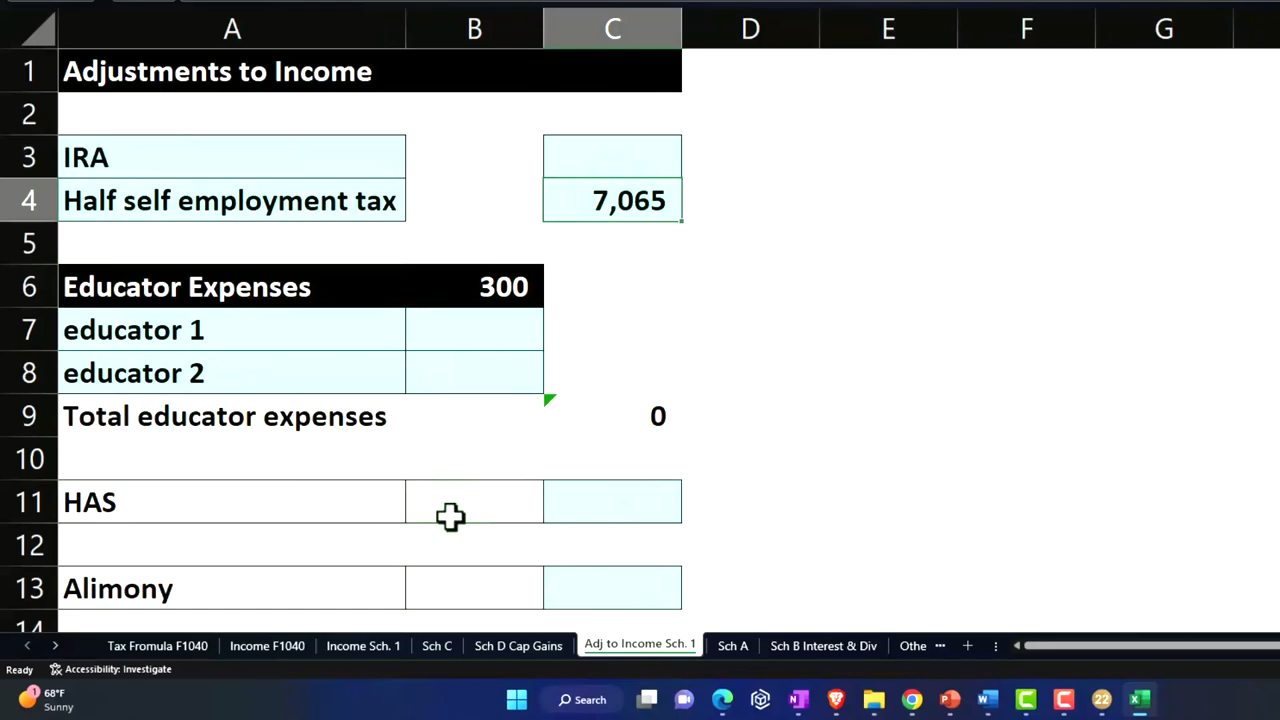 A B C D E F G
1 Adjustments to Income
2
3 IRA
4 Half self employment tax 7,065
5
6 Educator Expenses 300
7 educator 1
8 educator 2
9 Total educator expenses 0
10
11 HAS
12
13 Alimony
14
Tax Fromula F1040 Income F1040 Income Sch. 1 Sch C Sch D Cap Gains Adj to Income Sch. 1 Sch A Sch B Interest & Div Othe ...
Ready Accessibility: Investigate
1 68°F Search 22
Sunny